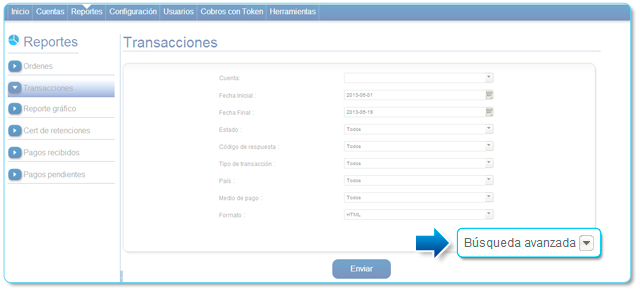 Inicio Cuentas Reportes Configuración Usuarios Cobros con Token Herramientas
Reportes
Ordenes
Transacciones
Reporte gráfico
Cert de retenciones
Pagos recibidos
Pagos pendientes
Transacciones
Cuenta:
Fecha Inicial : 2013-08-01
Fecha Final : 2013-08-19
Estado : Todos
Código de respuesta : Todos
Tipo de transacción : Todos
País : Todos
Medio de pago : Todos
Formato : HTML
Búsqueda avanzada
Enviar